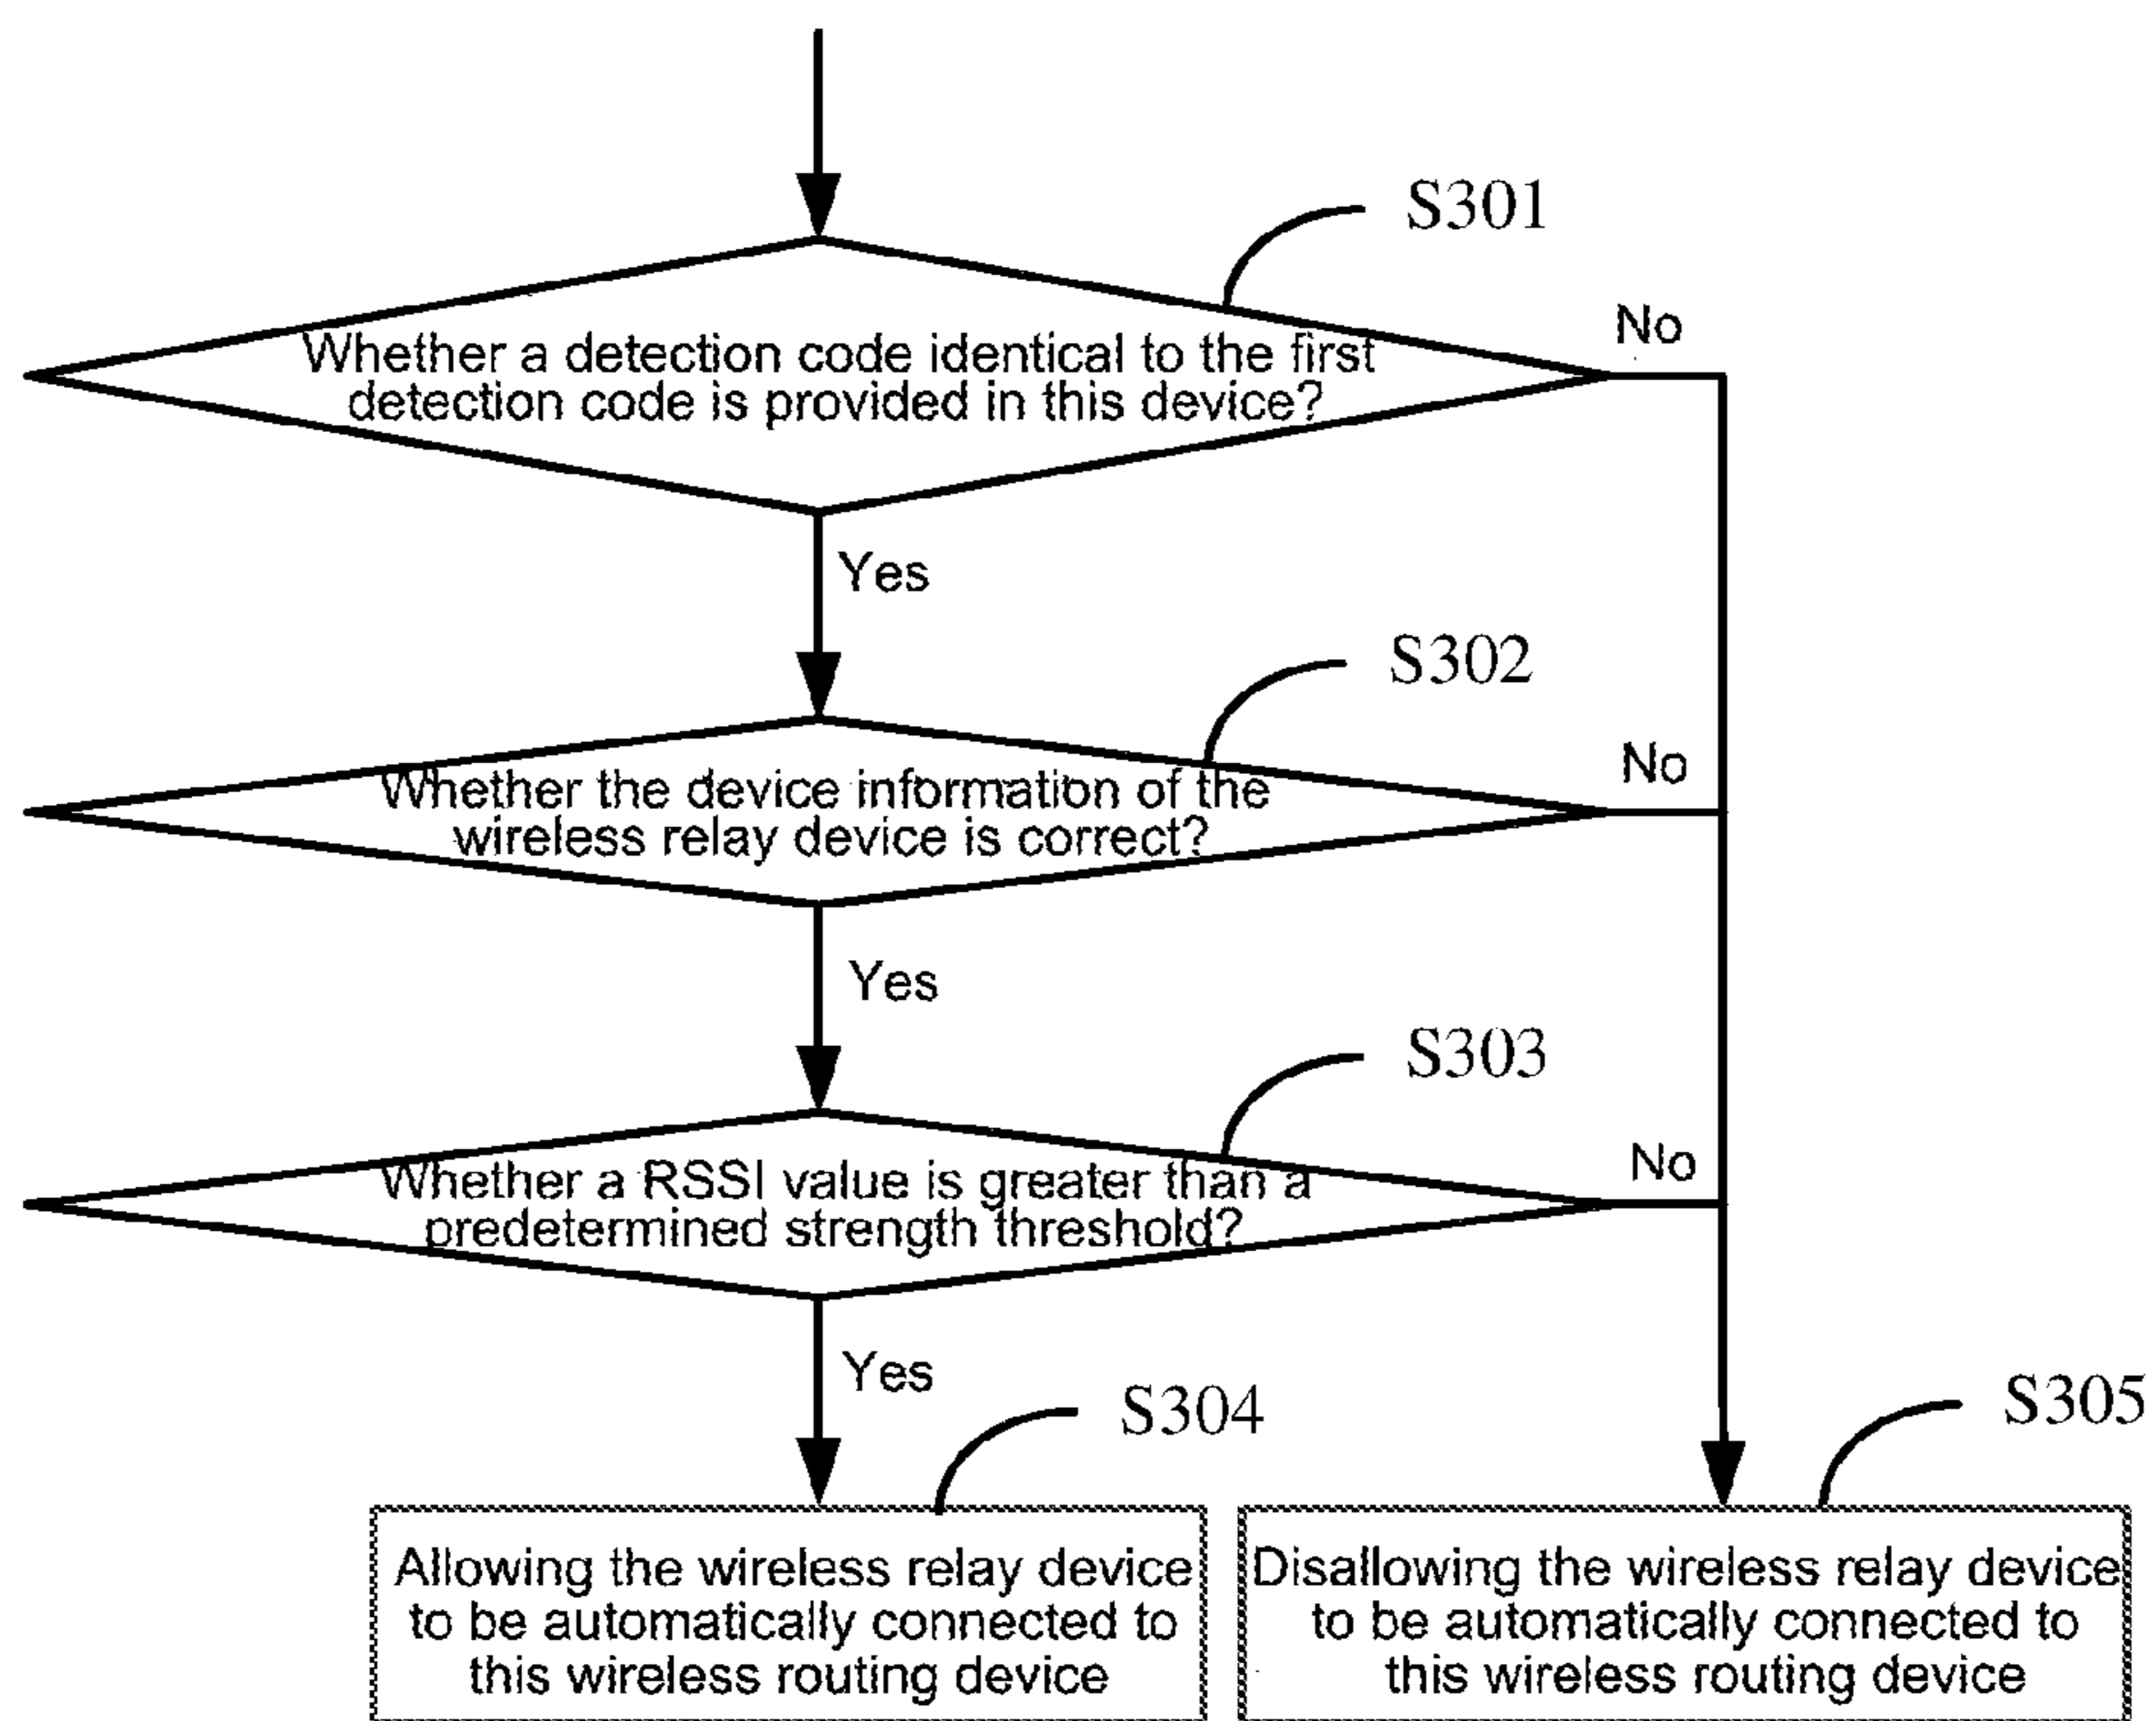 S301
No
Whether a detection code identical to the first
detection code is provided in this device?
Yes
S302
No
Whether the device information of the
wireless relay device is correct?
Yes
S303
No
Whether a RSSI value is greater than a
predetermined strength threshold?
Yes
S304
S305
Allowing the wireless relay device
to be automatically connected to
this wireless routing device
Disallowing the wireless relay device
to be automatically connected to
this wireless routing device